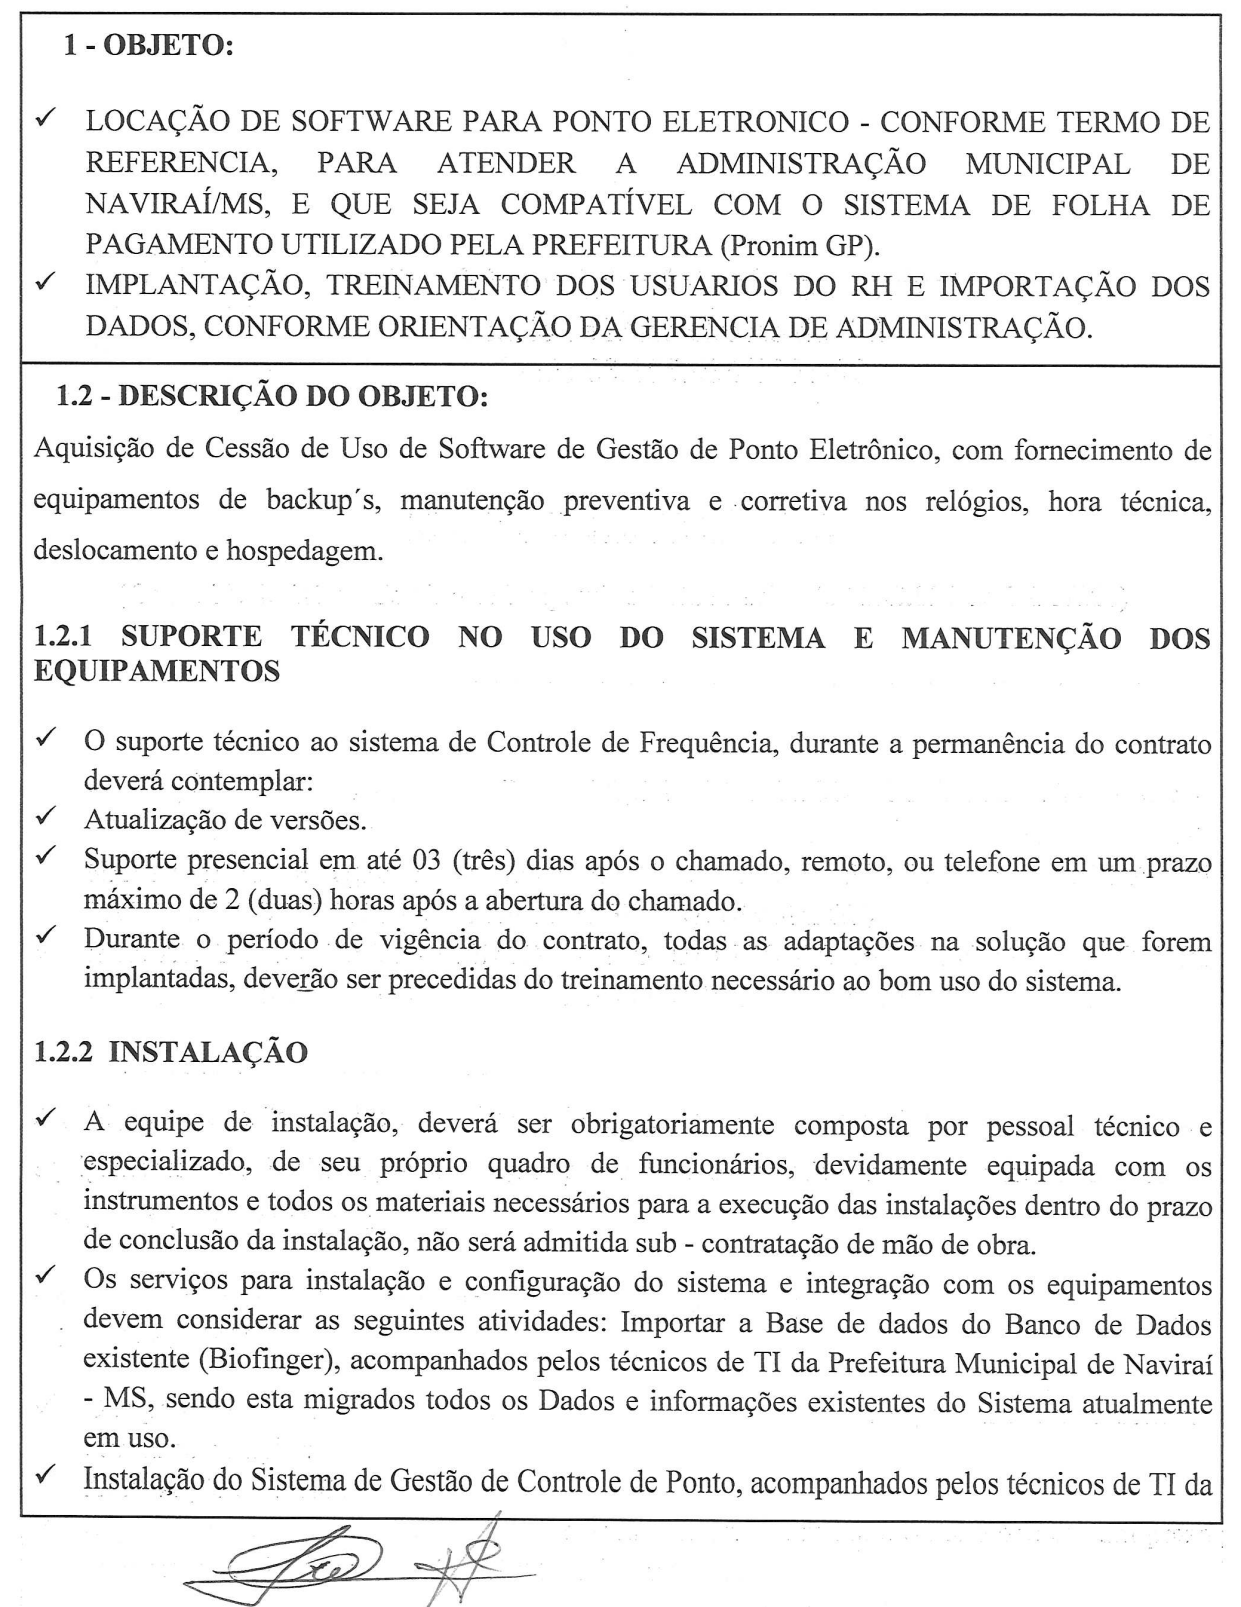 1 - OBJETO:
✓ LOCAÇÃO DE SOFTWARE PARA PONTO ELETRONICO - CONFORME TERMO DE
REFERENCIA, PARA ATENDER A ADMINISTRAÇÃO MUNICIPAL DE
NAVIRAÍ/MS, E QUE SEJA COMPATÍVEL COM O SISTEMA DE FOLHA DE
PAGAMENTO UTILIZADO PELA PREFEITURA (Pronim GP).
✓ IMPLANTAÇÃO, TREINAMENTO DOS USUARIOS DO RH E IMPORTAÇÃO DOS
DADOS, CONFORME ORIENTAÇÃO DA GERENCIA DE ADMINISTRAÇÃO.
1.2 - DESCRIÇÃO DO OBJETO:
Aquisição de Cessão de Uso de Software de Gestão de Ponto Eletrônico, com fornecimento de
equipamentos de backup´s, manutenção preventiva e corretiva nos relógios, hora técnica,
deslocamento e hospedagem.
1.2.1 SUPORTE TÉCNICO NO USO DO SISTEMA E MANUTENÇÃO DOS
EQUIPAMENTOS
✓ O suporte técnico ao sistema de Controle de Frequência, durante a permanência do contrato
deverá contemplar:
✓ Atualização de versões.
✓ Suporte presencial em até 03 (três) dias após o chamado, remoto, ou telefone em um prazo
máximo de 2 (duas) horas após a abertura do chamado.
✓ Durante o período de vigência do contrato, todas as adaptações na solução que forem
implantadas, deverão ser precedidas do treinamento necessário ao bom uso do sistema.
1.2.2 INSTALAÇÃO
✓ A equipe de instalação, deverá ser obrigatoriamente composta por pessoal técnico e
especializado, de seu próprio quadro de funcionários, devidamente equipada com os
instrumentos e todos os materiais necessários para a execução das instalações dentro do prazo
de conclusão da instalação, não será admitida sub - contratação de mão de obra.
✓ Os serviços para instalação e configuração do sistema e integração com os equipamentos
devem considerar as seguintes atividades: Importar a Base de dados do Banco de Dados
existente (Biofinger), acompanhados pelos técnicos de TI da Prefeitura Municipal de Naviraí
- MS, sendo esta migrados todos os Dados e informações existentes do Sistema atualmente
em uso.
✓ Instalação do Sistema de Gestão de Controle de Ponto, acompanhados pelos técnicos de TI da